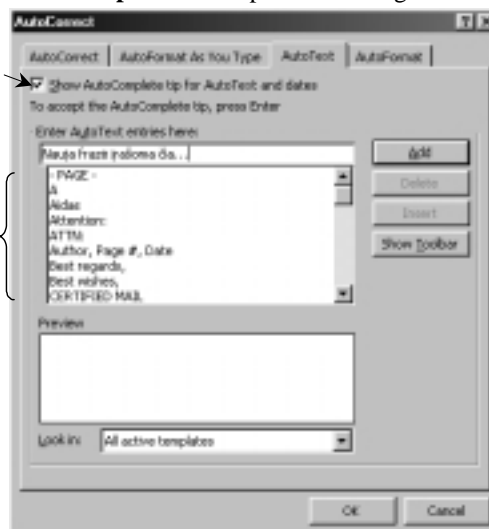 AutoCorrect
AutoCorrect AutoFormat As You Type AutoText AutoFormat
Show AutoComplete tip for AutoText and dates
To accept the AutoComplete tip, press Enter
Enter AutoText entries here:
Nauja frazė įrašoma čia...
Add
- PAGE -
Delete
A
Aidas
Attention:
Insert
ATTN:
Author, Page #, Date
Show Toolbar
Best regards,
Best wishes,
CERTIFIED MAIL
Preview
Look in: All active templates
OK Cancel